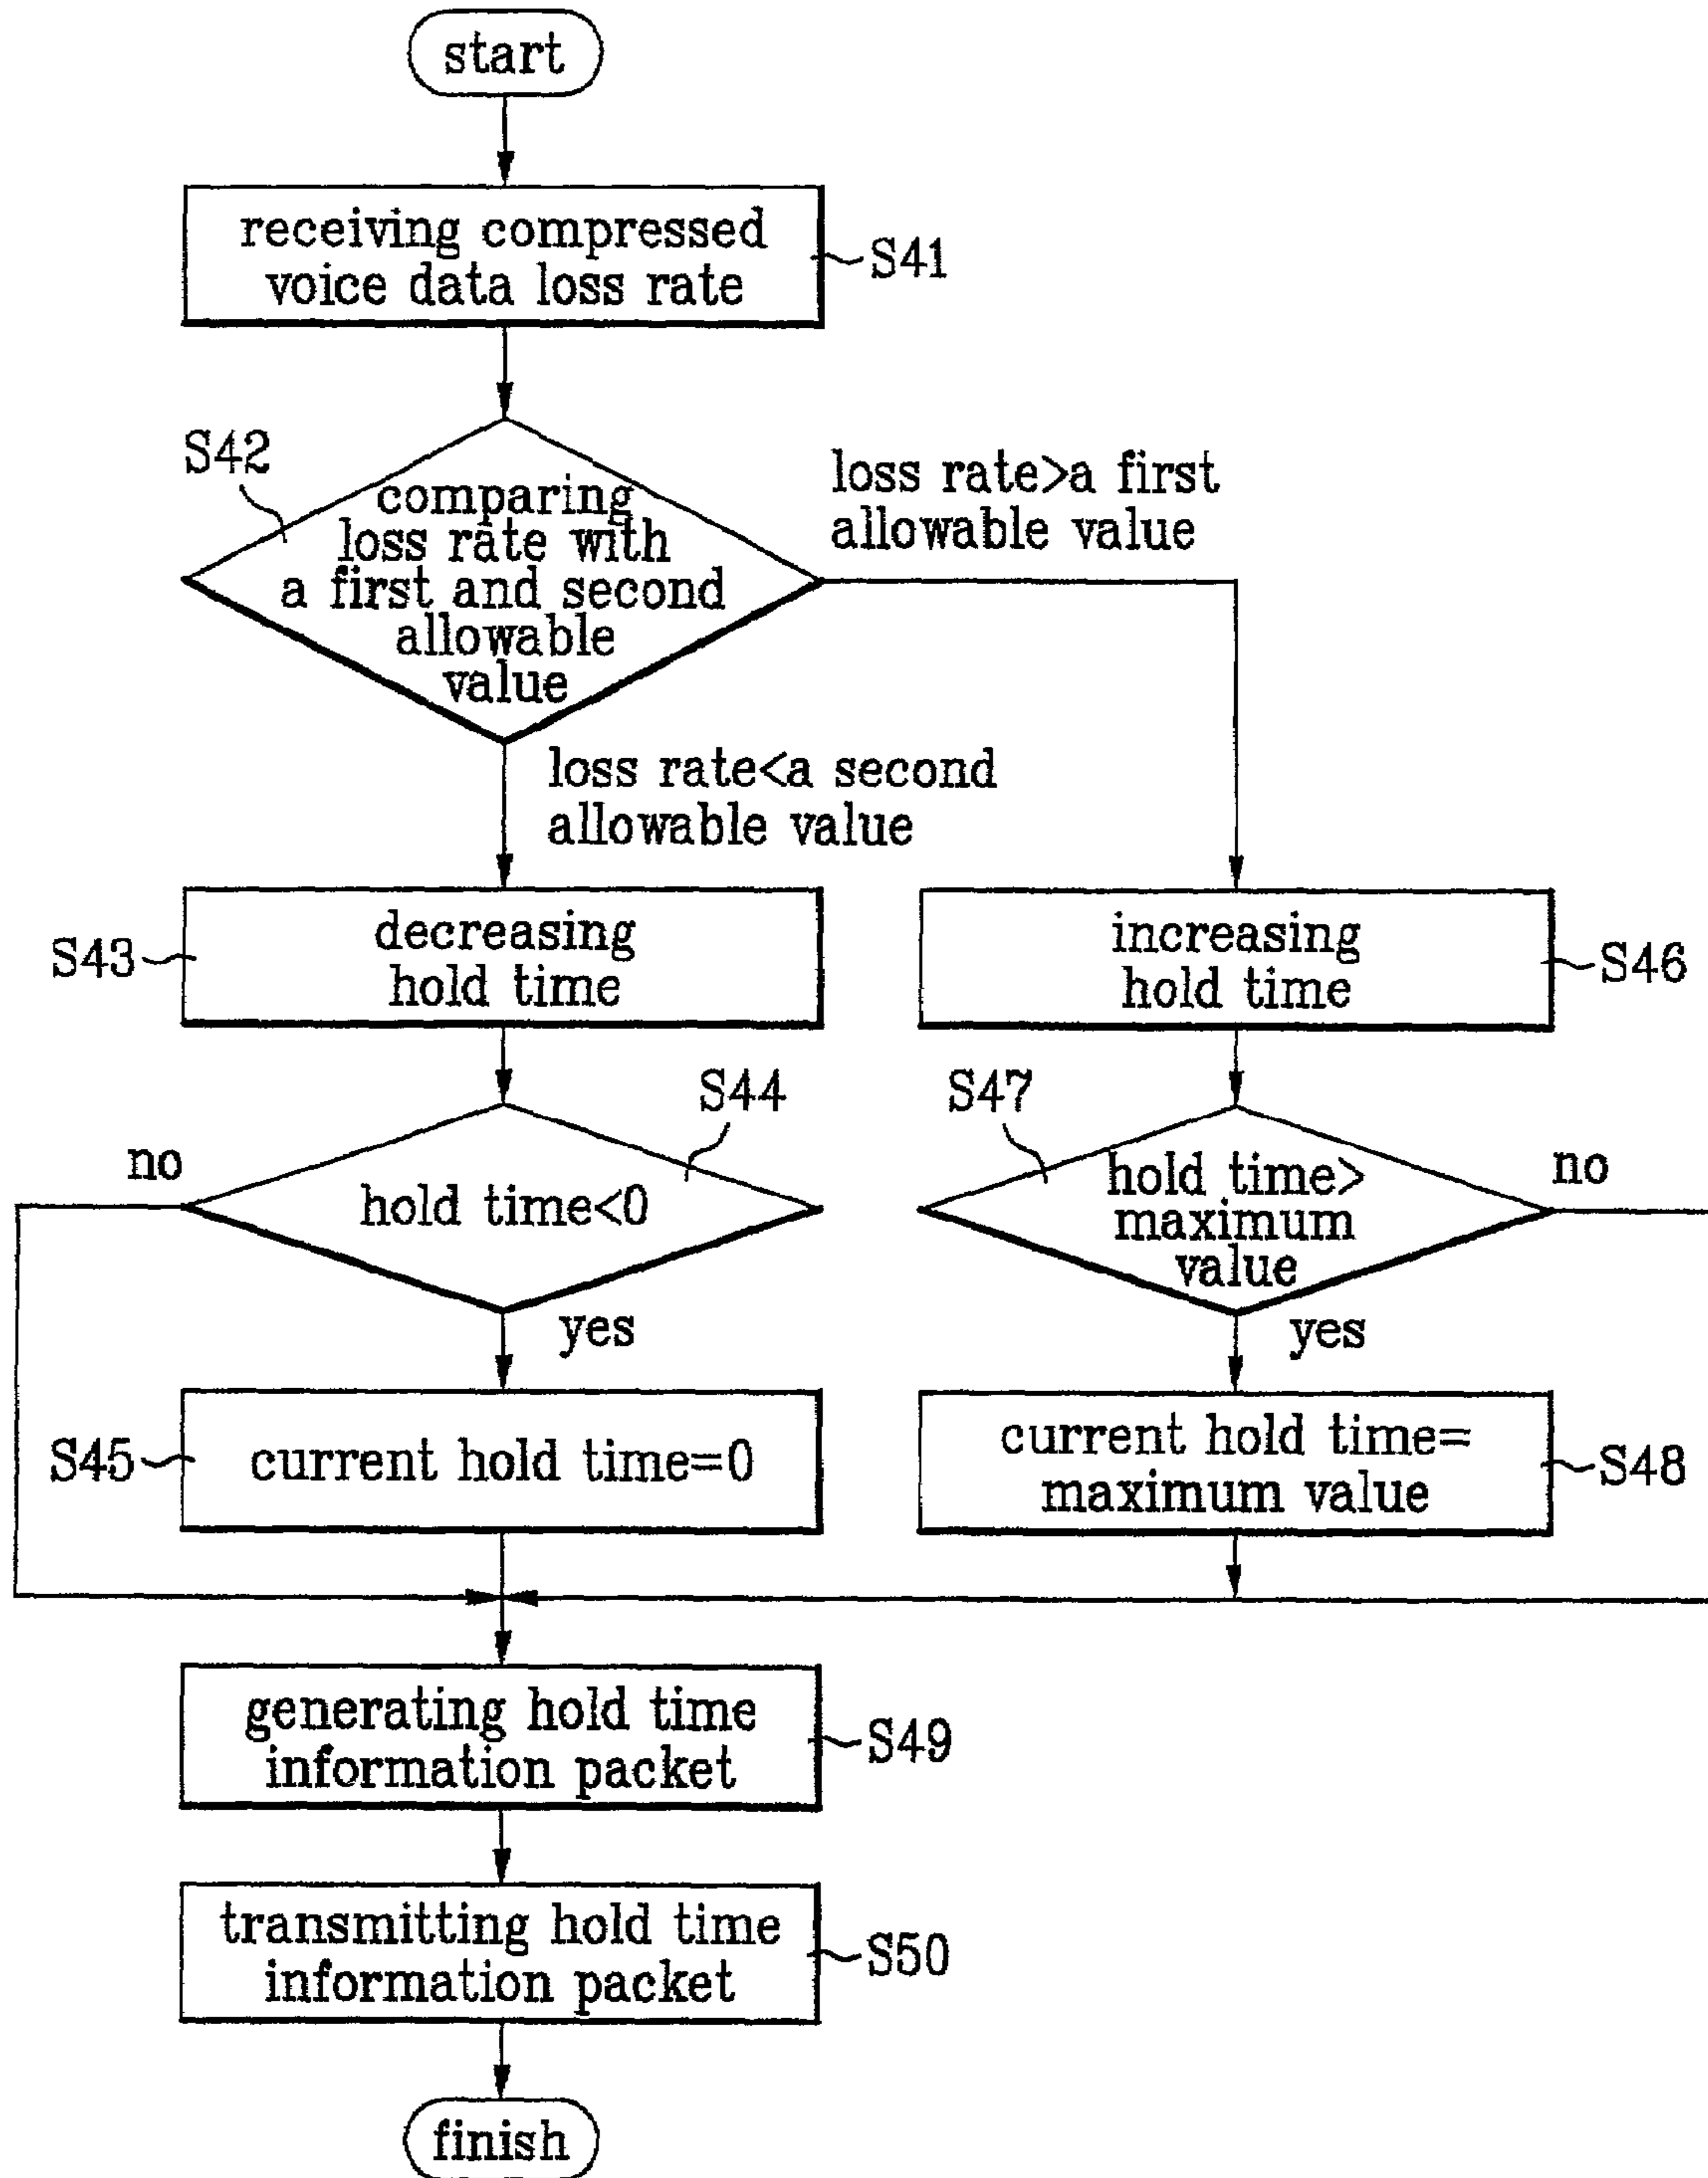 start
receiving compressed
voice data loss rate
S41
S42
comparing
loss rate with
a first and second
allowable
value
loss rate>a first
allowable value
loss rate<a second
allowable value
S43
decreasing
hold time
increasing
hold time
S46
S44
S47
no
hold time<0
yes
hold time>
maximum
value
no
yes
S45
current hold time=0
current hold time=
maximum value
S48
generating hold time
information packet
S49
transmitting hold time
information packet
S50
finish